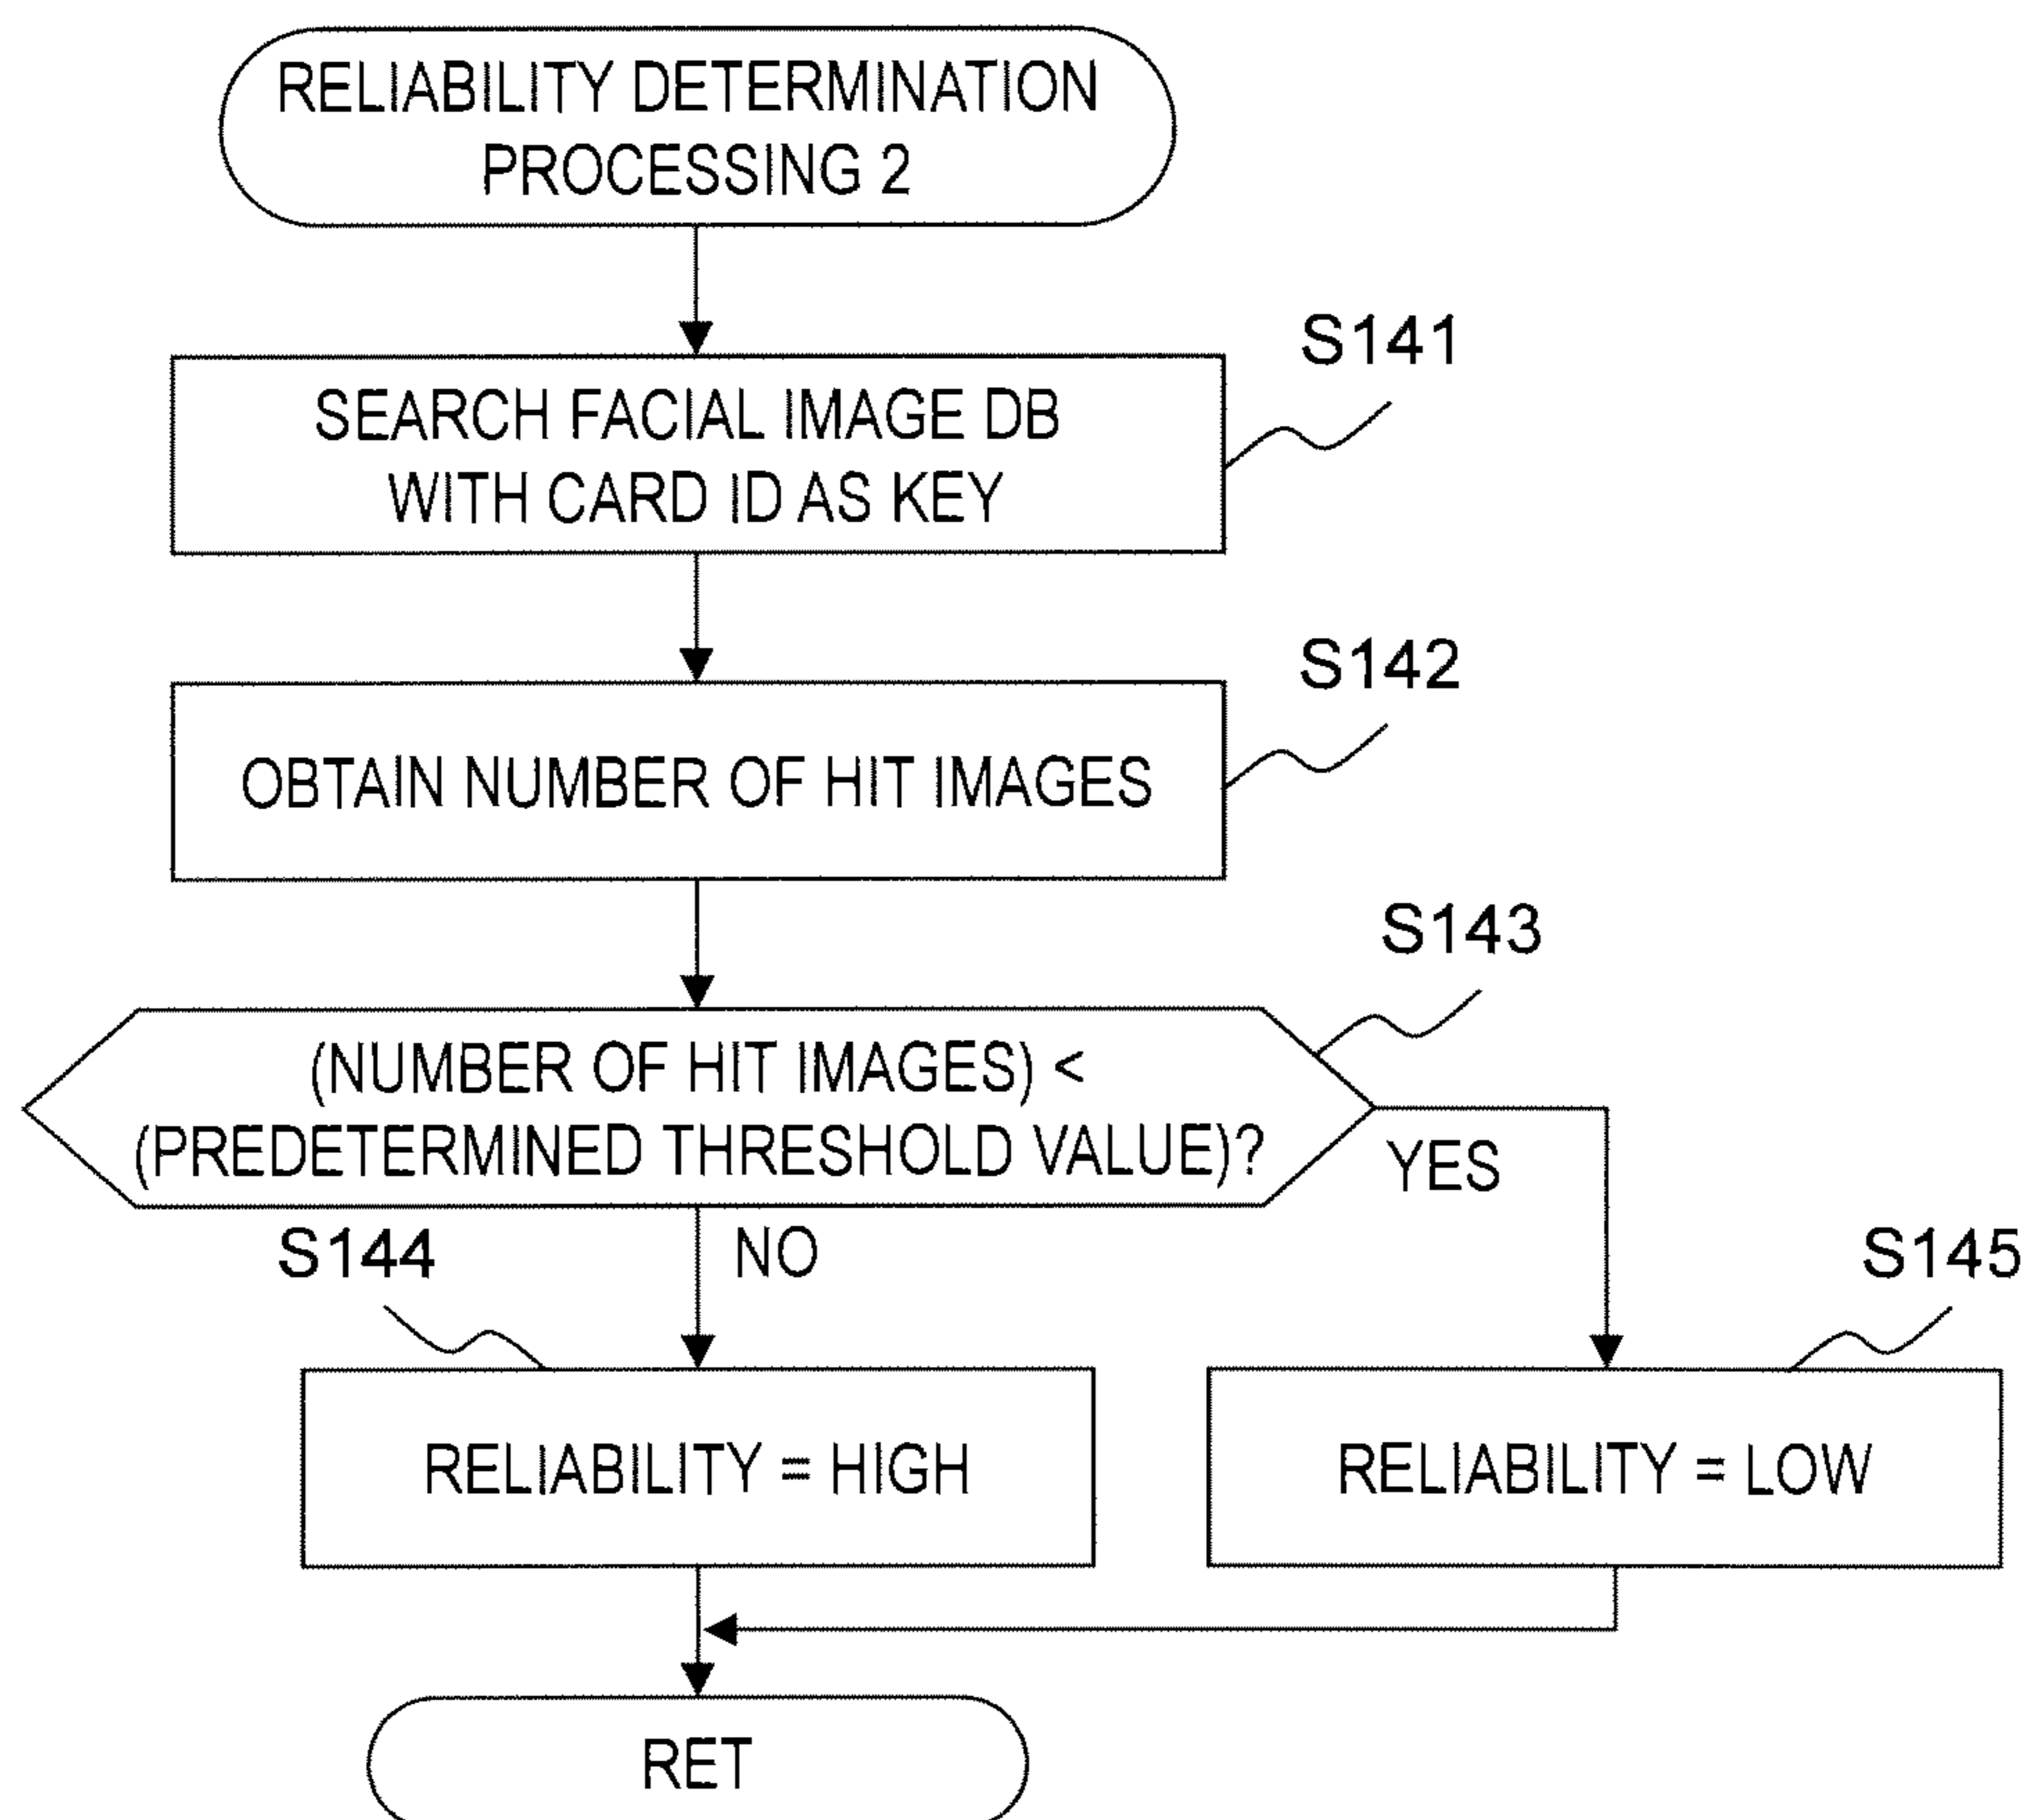 RELIABILITY DETERMINATION
PROCESSING 2
S141
SEARCH FACIAL IMAGE DB
WITH CARD ID AS KEY
S142
OBTAIN NUMBER OF HIT IMAGES
S143
(NUMBER OF HIT IMAGES) <
(PREDETERMINED THRESHOLD VALUE)?
YES
NO
S144
S145
RELIABILITY = HIGH
RELIABILITY = LOW
RET